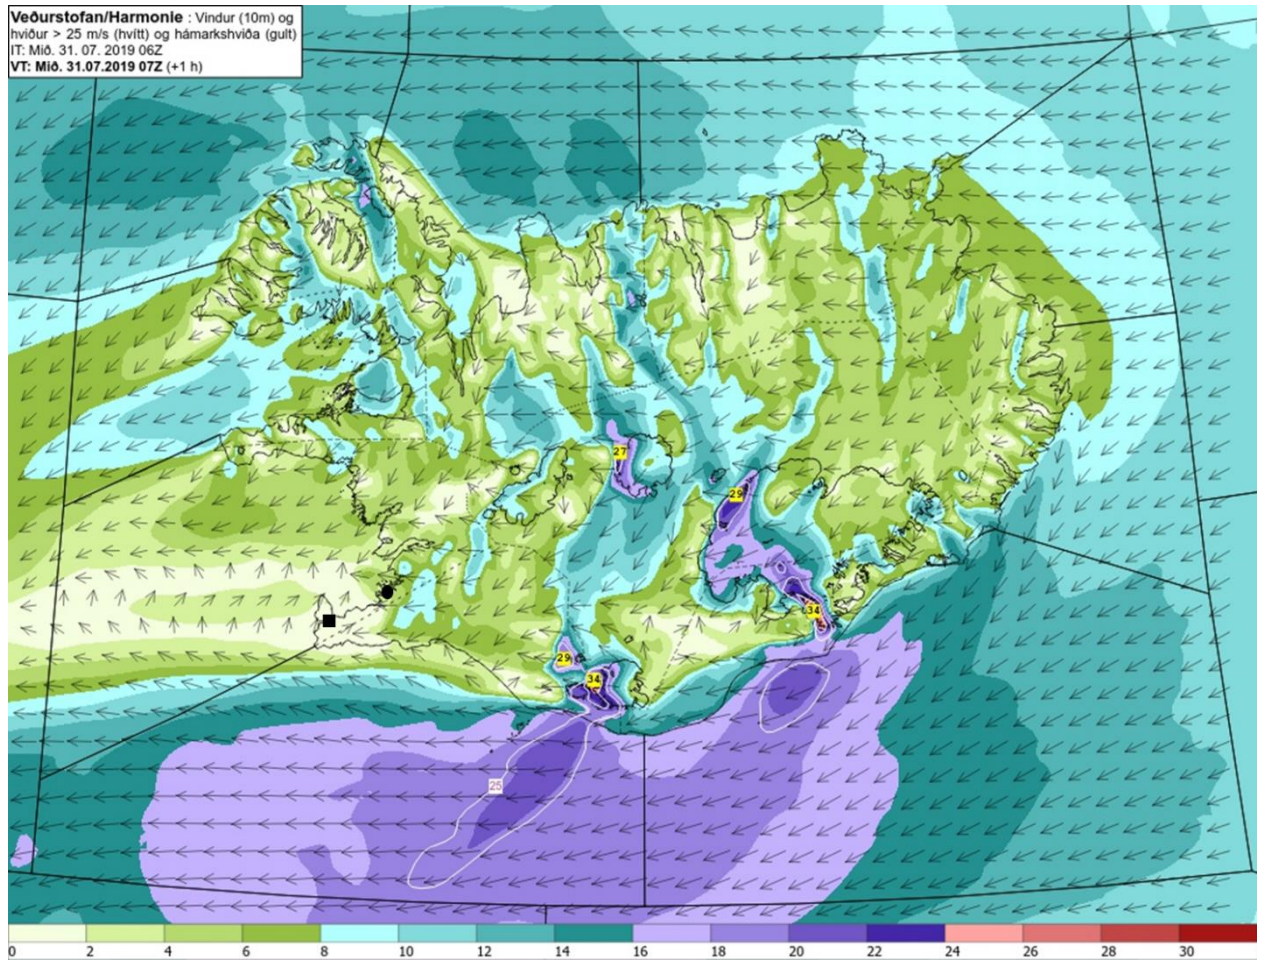 Veðurstofan/Harmonie : Vindur (10m) og
hviður > 25 m/s (hvítt) og hámarkshviða (gult)
IT: Mið. 31. 07. 2019 06Z
VT: Mið. 31.07.2019 07Z (+1 h)
27
29
34
29
34
25
0 2 4 6 8 10 12 14 16 18 20 22 24 26 28 30